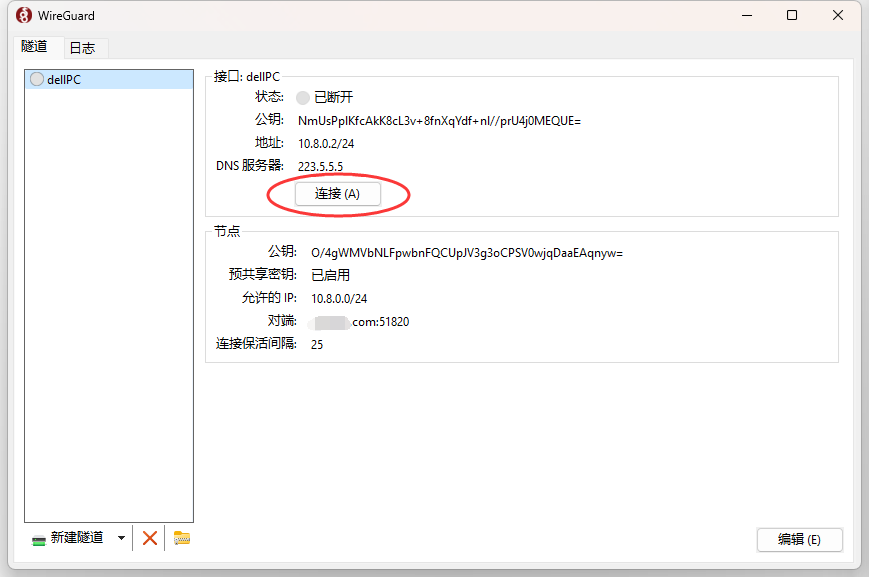 WireGuard
隧道 日志
dellPC
接口: dellPC
状态: 已断开
公钥: NmUsPpIKfcAkK8cL3v+8fnXqYdf+nI//prU4j0MEQUE=
地址: 10.8.0.2/24
DNS 服务器: 223.5.5.5
连接 (A)
节点
公钥: O/4gWMVbNLFpwbnFQCUpJV3g3oCPSV0wjqDaaEAqnyw=
预共享密钥: 已启用
允许的 IP: 10.8.0.0/24
对端: .com:51820
连接保活间隔: 25
新建隧道
编辑 (E)